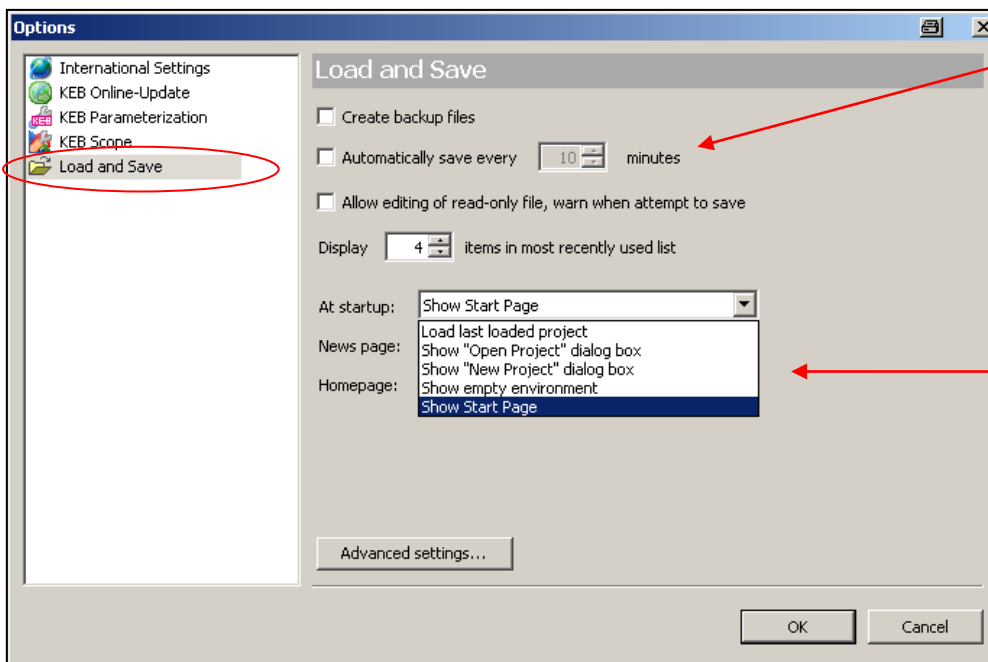 Options
International Settings
KEB Online-Update
KEB Parameterization
KEB Scope
Load and Save
Load and Save
Create backup files
Automatically save every 10 minutes
Allow editing of read-only file, warn when attempt to save
Display 4 items in most recently used list
At startup: Show Start Page
Load last loaded project
News page: Show "Open Project" dialog box
Show "New Project" dialog box
Homepage: Show empty environment
Show Start Page
Advanced settings...
OK Cancel